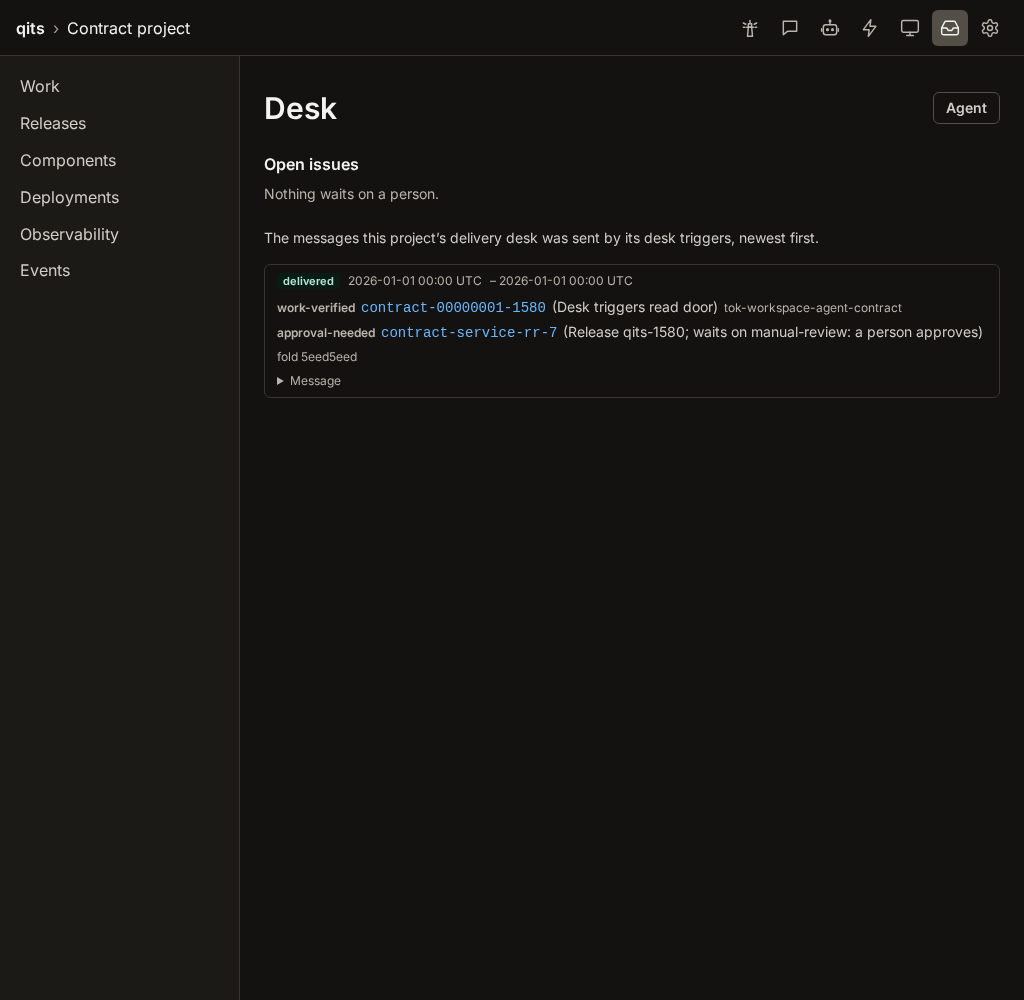 qits › Contract project
Work
Releases
Components
Deployments
Observability
Events
Desk
Agent
Open issues
Nothing waits on a person.
The messages this project’s delivery desk was sent by its desk triggers, newest first.
delivered 2026-01-01 00:00 UTC – 2026-01-01 00:00 UTC
work-verified contract-00000001-1580 (Desk triggers read door) tok-workspace-agent-contract
approval-needed contract-service-rr-7 (Release qits-1580; waits on manual-review: a person approves)
fold 5eed5eed
Message